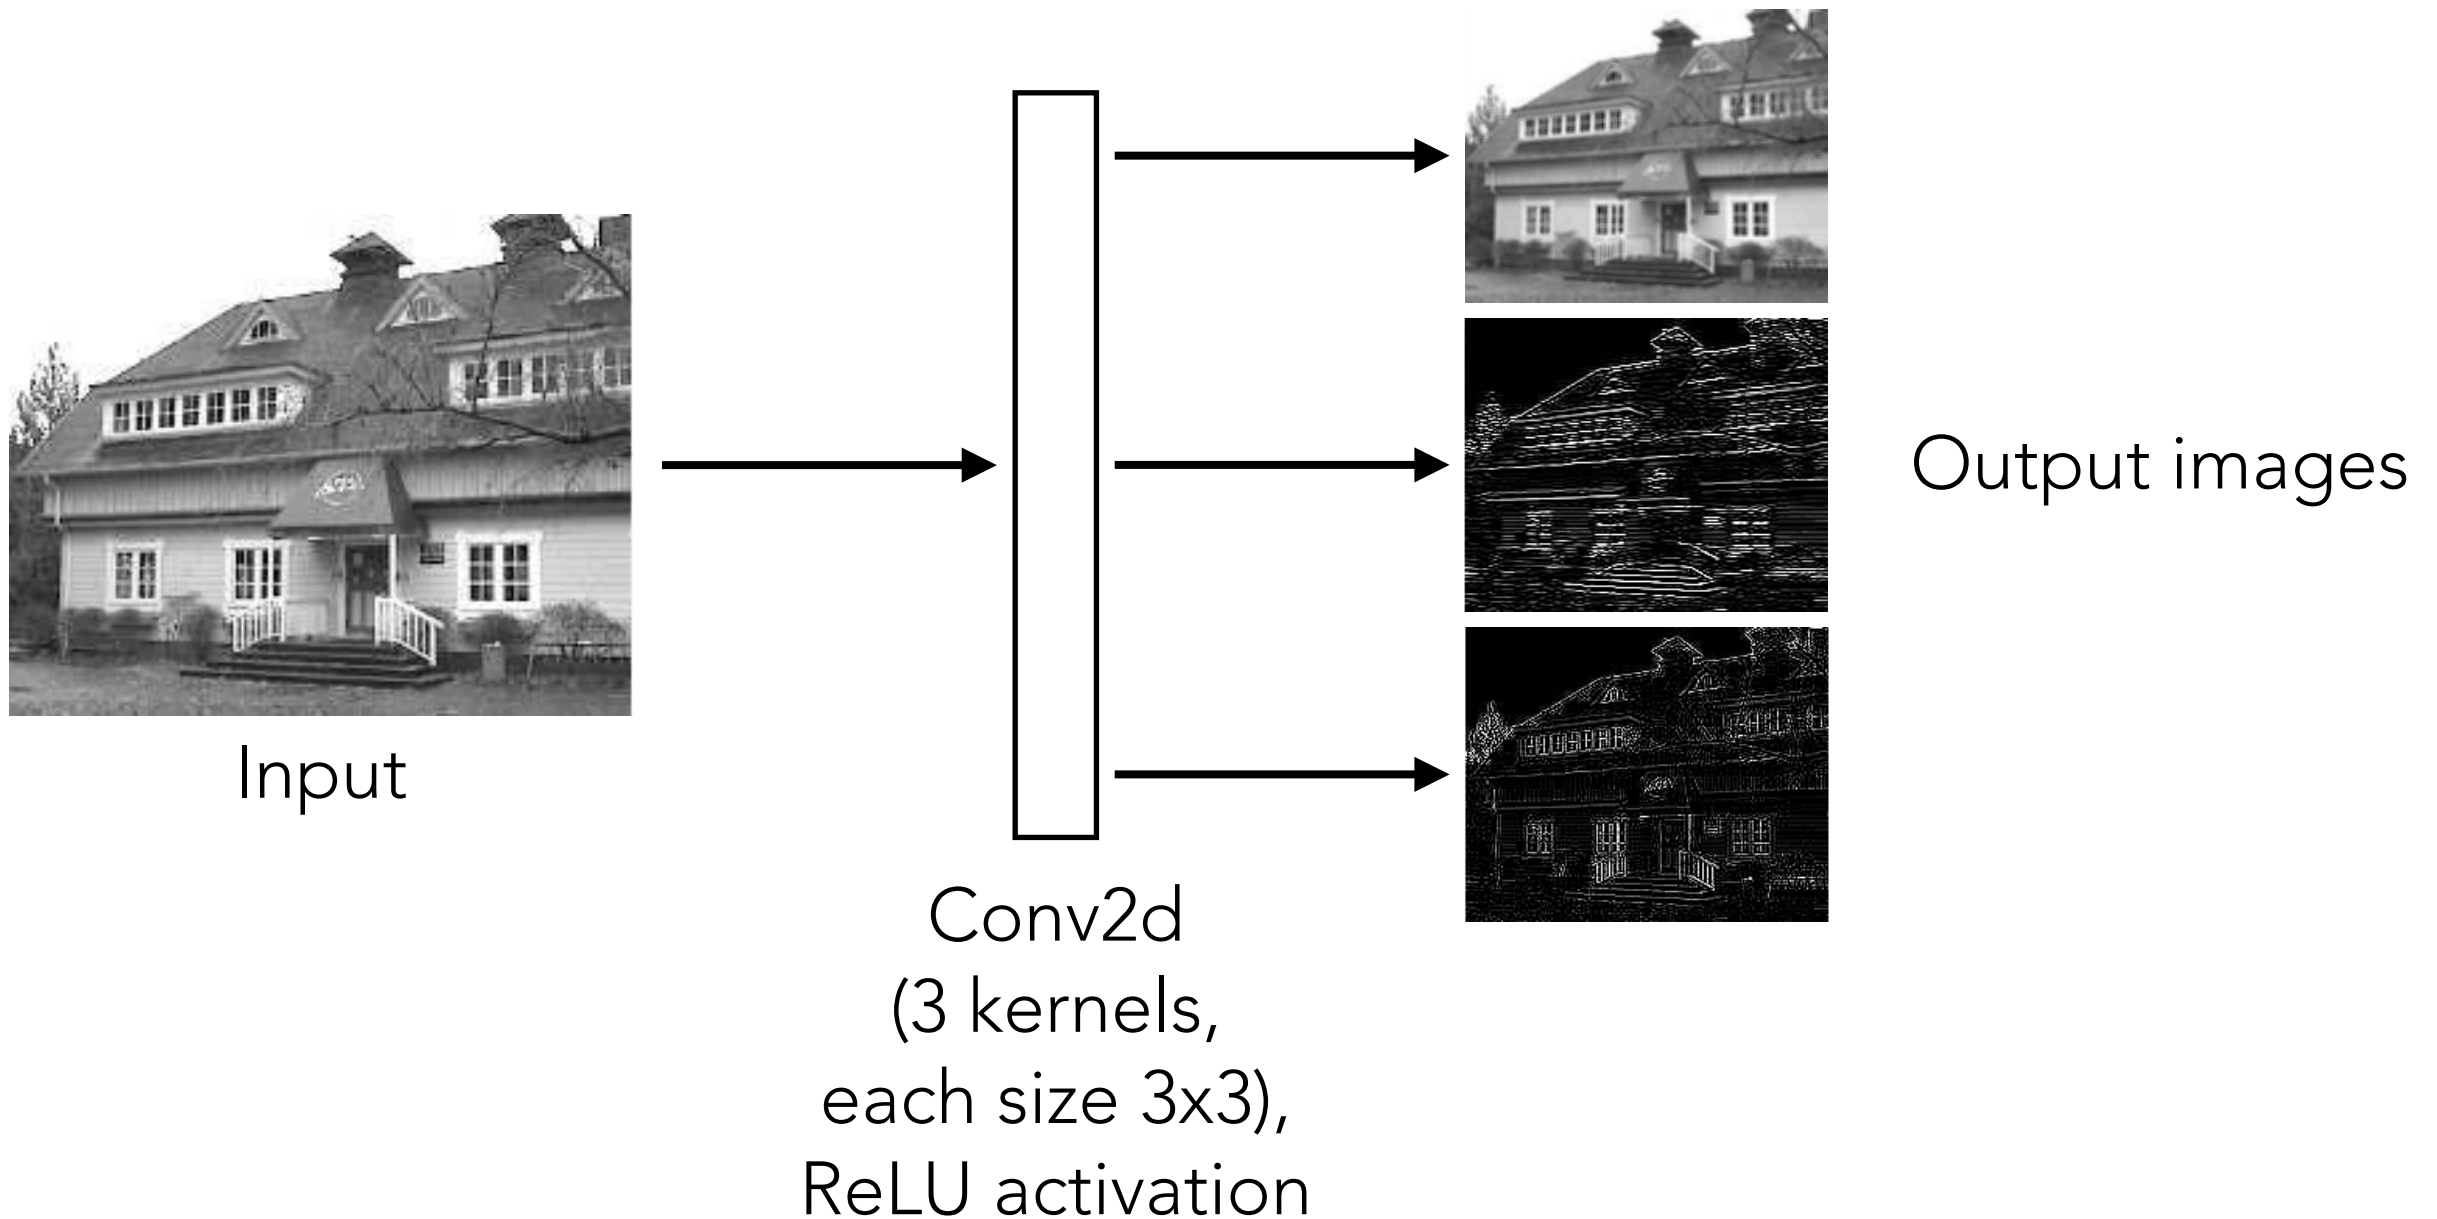 Input
Conv2d
(3 kernels,
each size 3x3),
ReLU activation
Output images